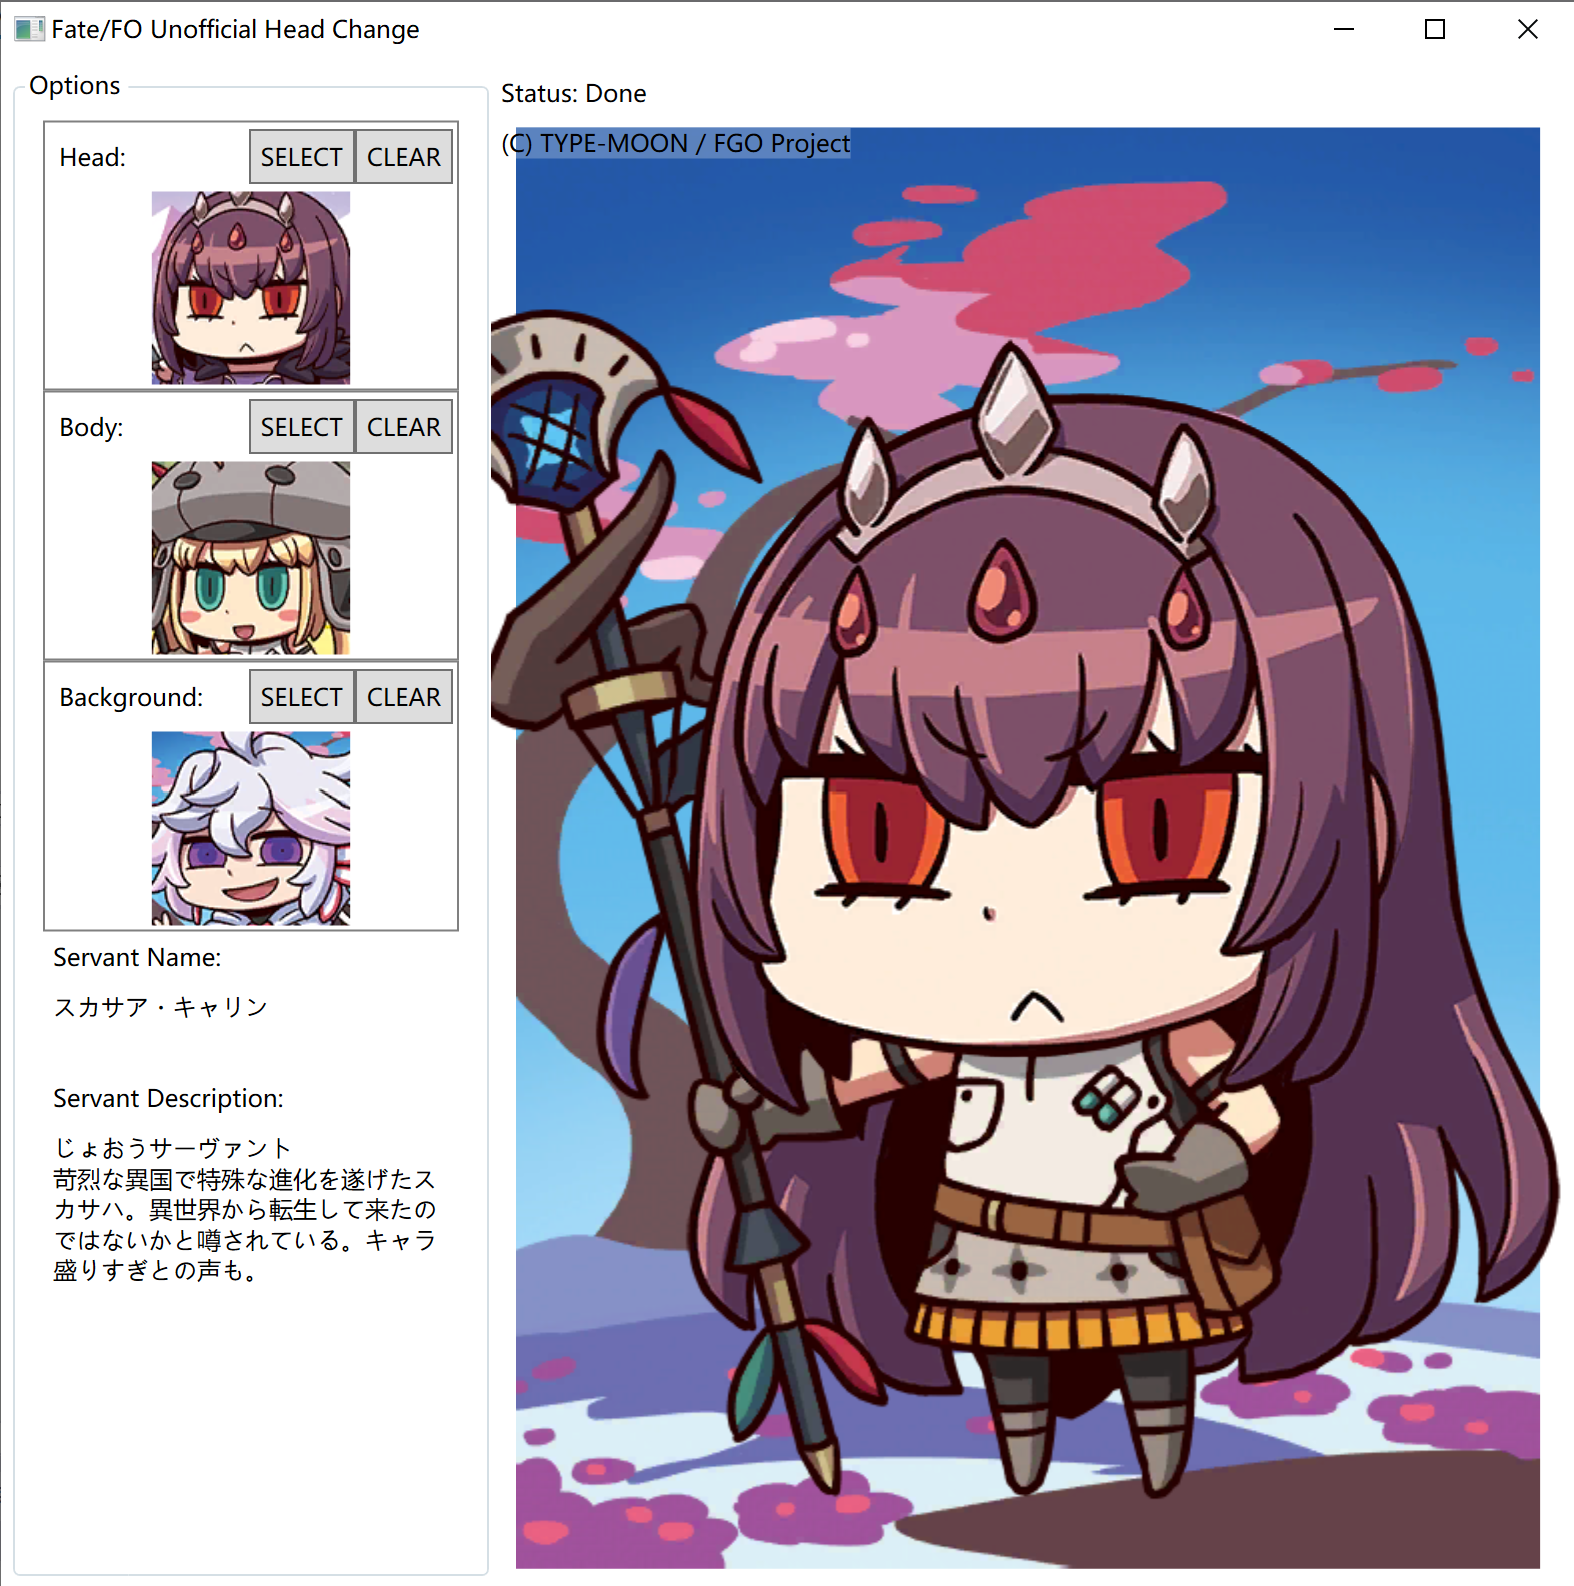 Fate/FO Unofficial Head Change
Options
Head:
SELECT
CLEAR
Body:
SELECT
CLEAR
Background:
SELECT
CLEAR
Servant Name:
スカサア・キャリン
Servant Description:
じょおうサーヴァント
苛烈な異国で特殊な進化を遂げたス
カサハ。異世界から転生して来たの
ではないかと噂されている。キャラ
盛りすぎとの声も。
Status: Done
(C) TYPE-MOON / FGO Project